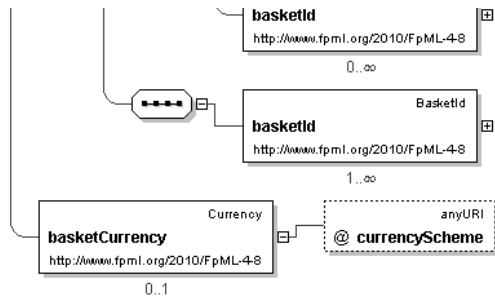 basketId
http://www.fpml.org/2010/FpML-4-8
0..∞
BasketId
basketId
http://www.fpml.org/2010/FpML-4-8
1..∞
Currency
basketCurrency
http://www.fpml.org/2010/FpML-4-8
0..1
anyURI
@ currencyScheme